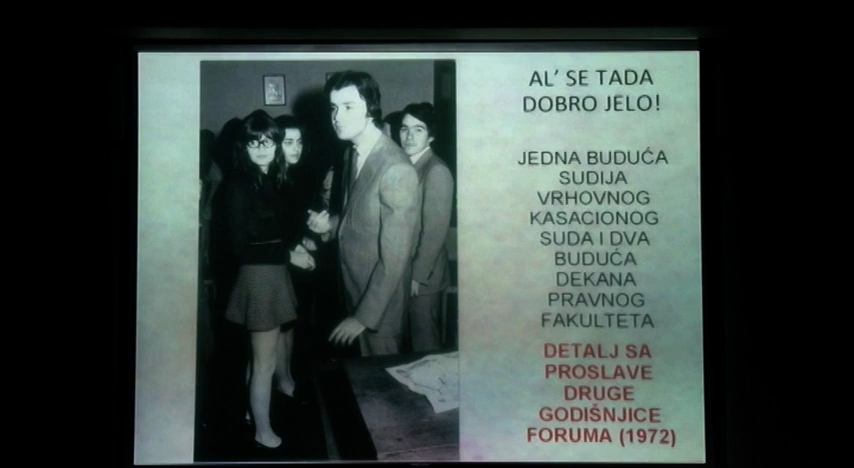 AL' SE TADA
DOBRO JELO!
JEDNA BUDUĆA
SUDIJA
VRHOVNOG
KASACIONOG
SUDA I DVA
BUDUĆA
DEKANA
PRAVNOG
FAKULTETA
DETALJ SA
PROSLAVE
DRUGE
GODIŠNJICE
FORUMA (1972)